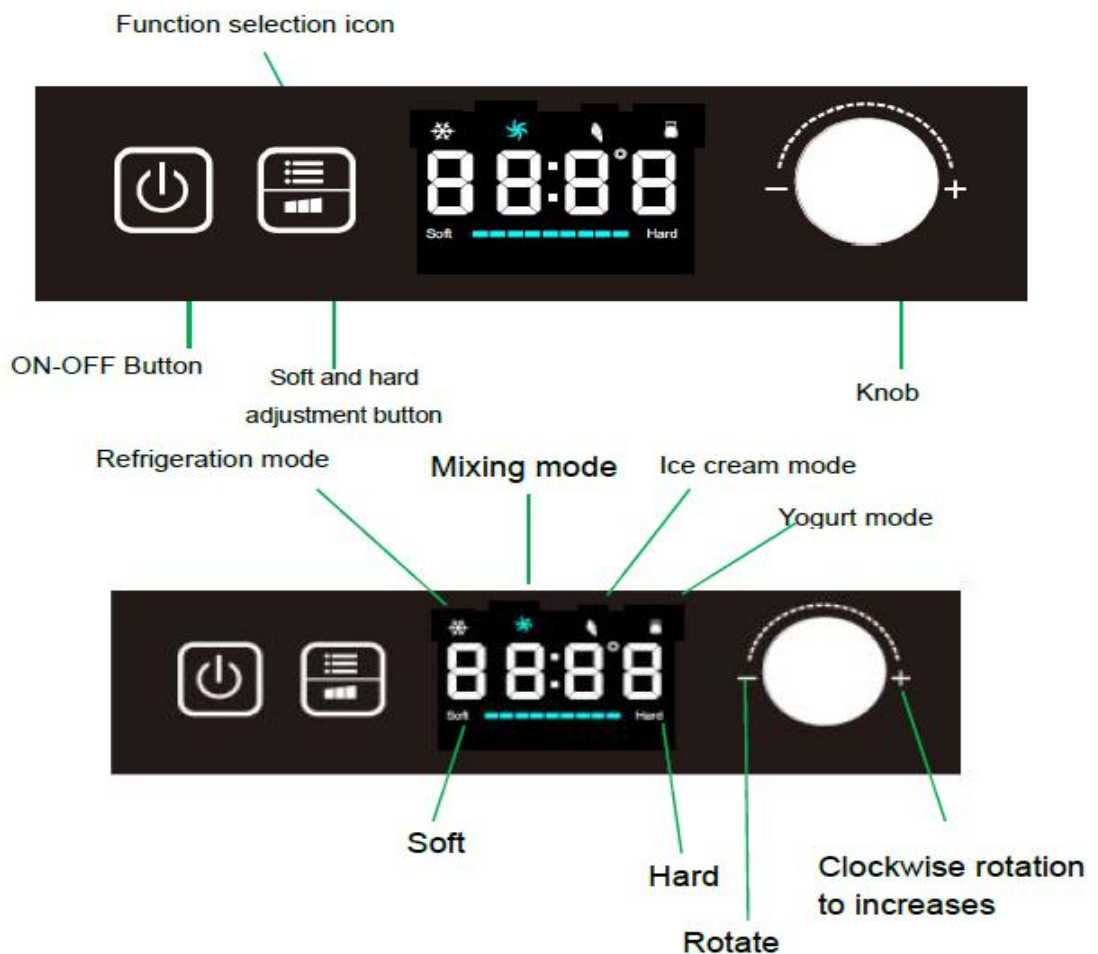 Function selection icon
88:8°8
Soft
Hard
−
+
ON-OFF Button
Soft and hard
adjustment button
Knob
Refrigeration mode
Mixing mode
Ice cream mode
Yogurt mode
88:8°8
Soft
Hard
−
+
Soft
Hard
Clockwise rotation
to increases
Rotate